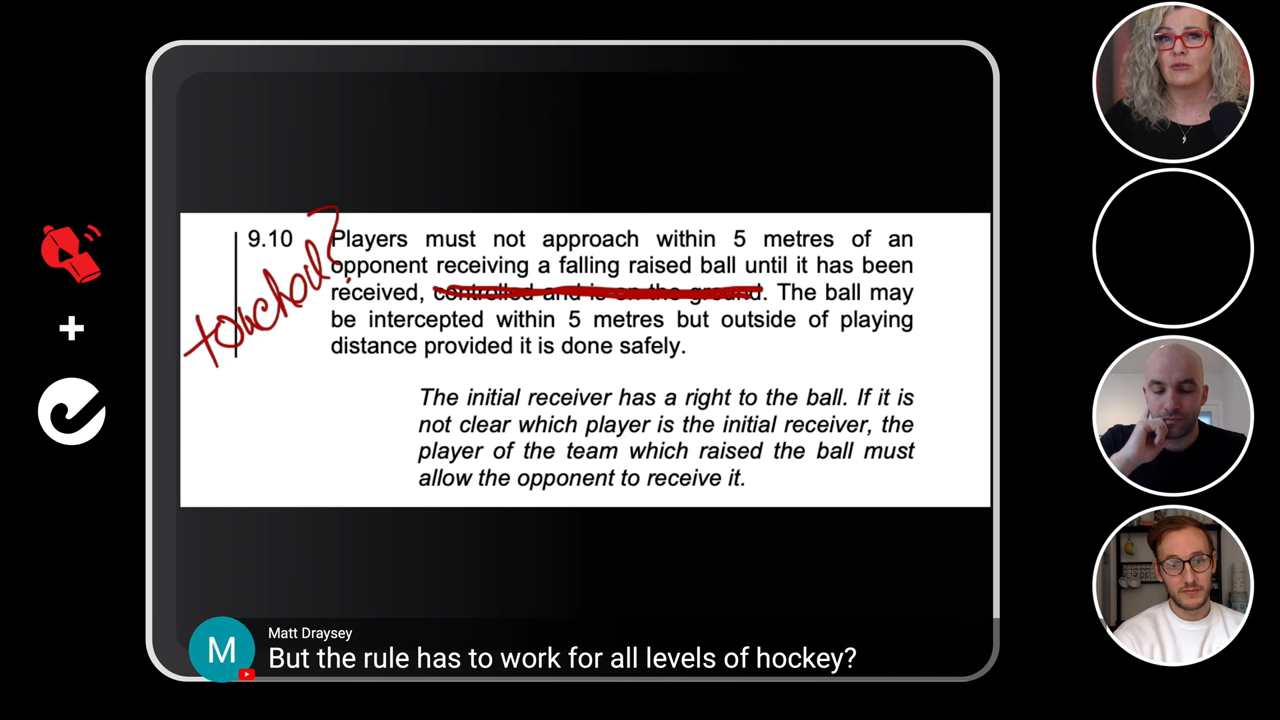 9.10 Players must not approach within 5 metres of an
opponent receiving a falling raised ball until it has been
received, controlled and is on the ground. The ball may
be intercepted within 5 metres but outside of playing
distance provided it is done safely.
touched?
The initial receiver has a right to the ball. If it is
not clear which player is the initial receiver, the
player of the team which raised the ball must
allow the opponent to receive it.
M
Matt Draysey
But the rule has to work for all levels of hockey?